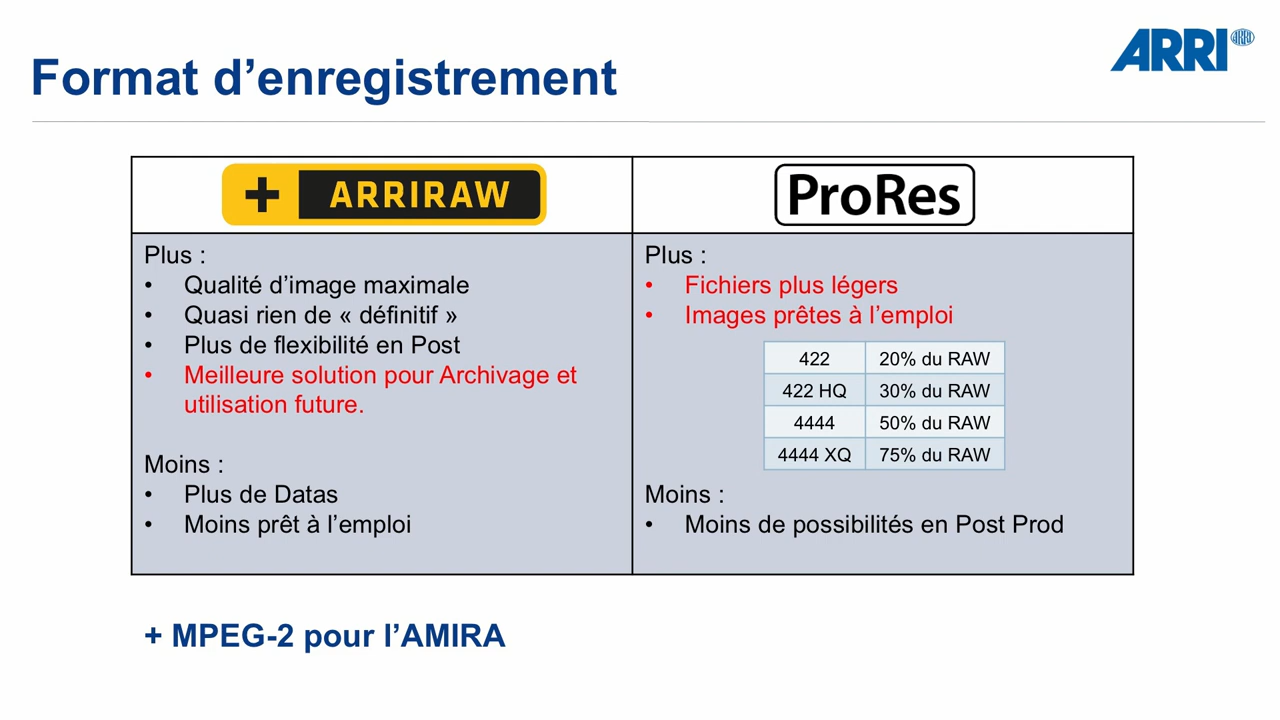 ARRI
ARRI
Format d’enregistrement
+ ARRIRAW
ProRes
Plus :
• Qualité d’image maximale
• Quasi rien de « définitif »
• Plus de flexibilité en Post
• Meilleure solution pour Archivage et
utilisation future.
Moins :
• Plus de Datas
• Moins prêt à l’emploi
Plus :
• Fichiers plus légers
• Images prêtes à l’emploi
422 20% du RAW
422 HQ 30% du RAW
4444 50% du RAW
4444 XQ 75% du RAW
Moins :
• Moins de possibilités en Post Prod
+ MPEG-2 pour l’AMIRA